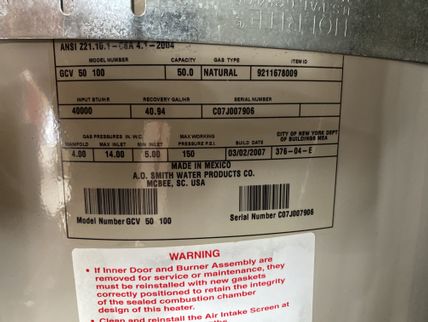 HOLDRITE
ANSI Z21.10.1-CSA 4.1-2004
MODEL NUMBER CAPACITY GAS TYPE ITEM ID
GCV 50 100 50.0 NATURAL 9211678009
INPUT BTU/HR RECOVERY GAL/HR SERIAL NUMBER
40000 40.94 C07J007906
GAS PRESSURES IN. W.C. MAX WORKING CITY OF NEW YORK DEPT
MANIFOLD MAX INLET MIN INLET PRESSURE P.S.I. BUILD DATE OF BUILDINGS MEA
4.00 14.00 5.00 150 03/02/2007 376-04-E
MADE IN MEXICO
A.O. SMITH WATER PRODUCTS CO.
MCBEE, SC. USA
Model Number GCV 50 100 Serial Number C07J007906
WARNING
• If Inner Door and Burner Assembly are
removed for service or maintenance, they
must be reinstalled with new gaskets
correctly positioned to retain the integrity
of the sealed combustion chamber
design of this heater.
• Clean and reinstall the Air Intake Screen at
the